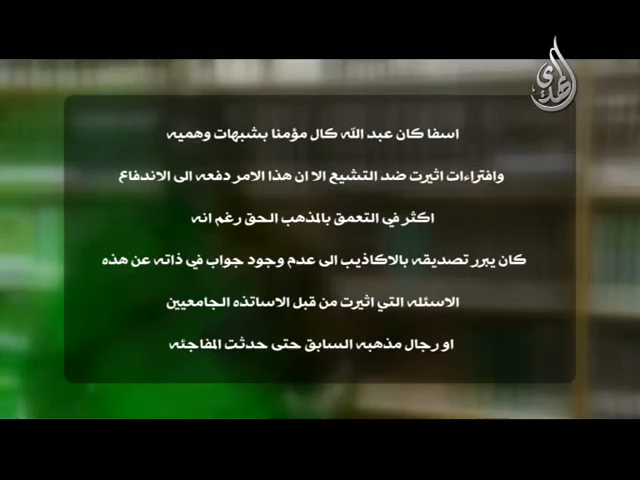 الهدى
اسفا كان عبد الله كال مؤمنا بشبهات وهميه
وافتراءات اثيرت ضد التشيع الا ان هذا الامر دفعه الى الاندفاع
اكثر في التعمق بالمذهب الحق رغم انه
كان يبرر تصديقه بالاكاذيب الى عدم وجود جواب في ذاته عن هذه
الاسئله التي اثيرت من قبل الاساتذه الجامعيين
او رجال مذهبه السابق حتى حدثت المفاجئه